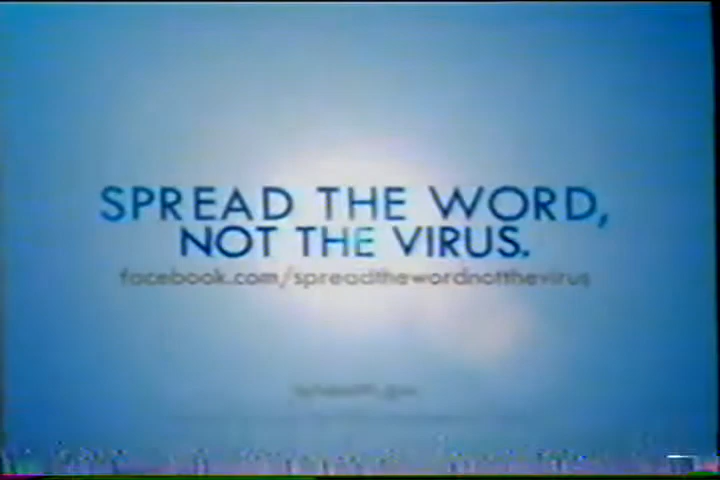 SPREAD THE WORD,
NOT THE VIRUS.
facebook.com/spreadthewordnotthevirus